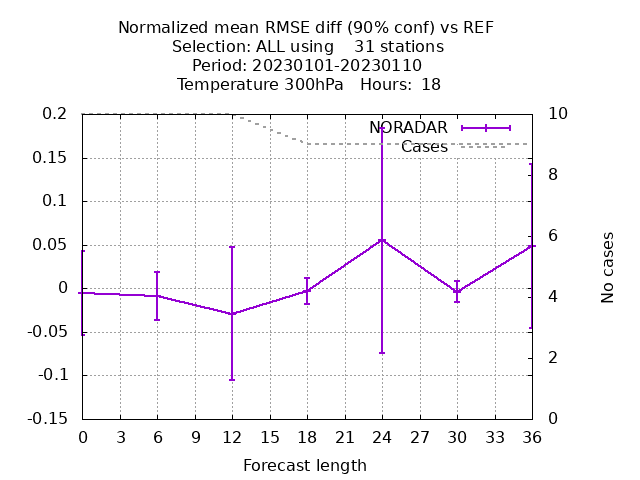 Normalized mean RMSE diff (90% conf) vs REF
Selection: ALL using    31 stations
Period: 20230101-20230110
Temperature 300hPa   Hours:  18
NORADAR
Cases
0.2
0.15
0.1
0.05
0
-0.05
-0.1
-0.15
10
8
6
4
2
0
No cases
0 3 6 9 12 15 18 21 24 27 30 33 36
Forecast length